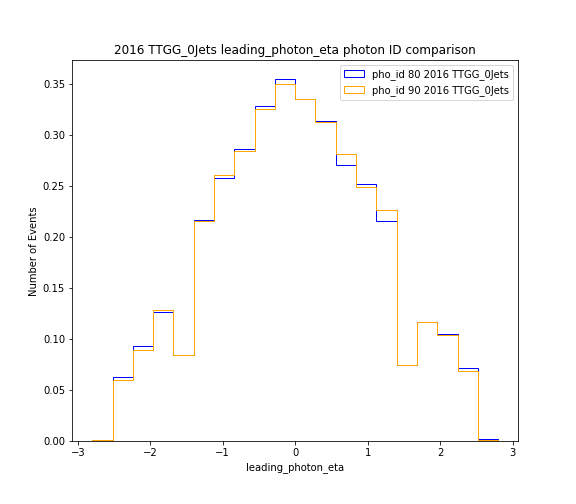 2016 TTGG_0Jets leading_photon_eta photon ID comparison
pho_id 80 2016 TTGG_0Jets
pho_id 90 2016 TTGG_0Jets
Number of Events
0.35
0.30
0.25
0.20
0.15
0.10
0.05
0.00
−3 −2 −1 0 1 2 3
leading_photon_eta